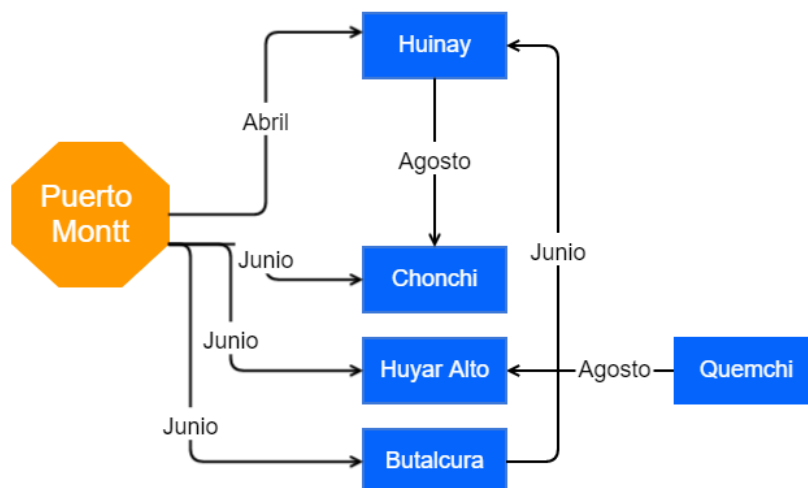 Huinay
Abril
Agosto
Puerto
Montt
Junio
Junio
Chonchi
Junio
Huyar Alto
Agosto
Quemchi
Junio
Butalcura